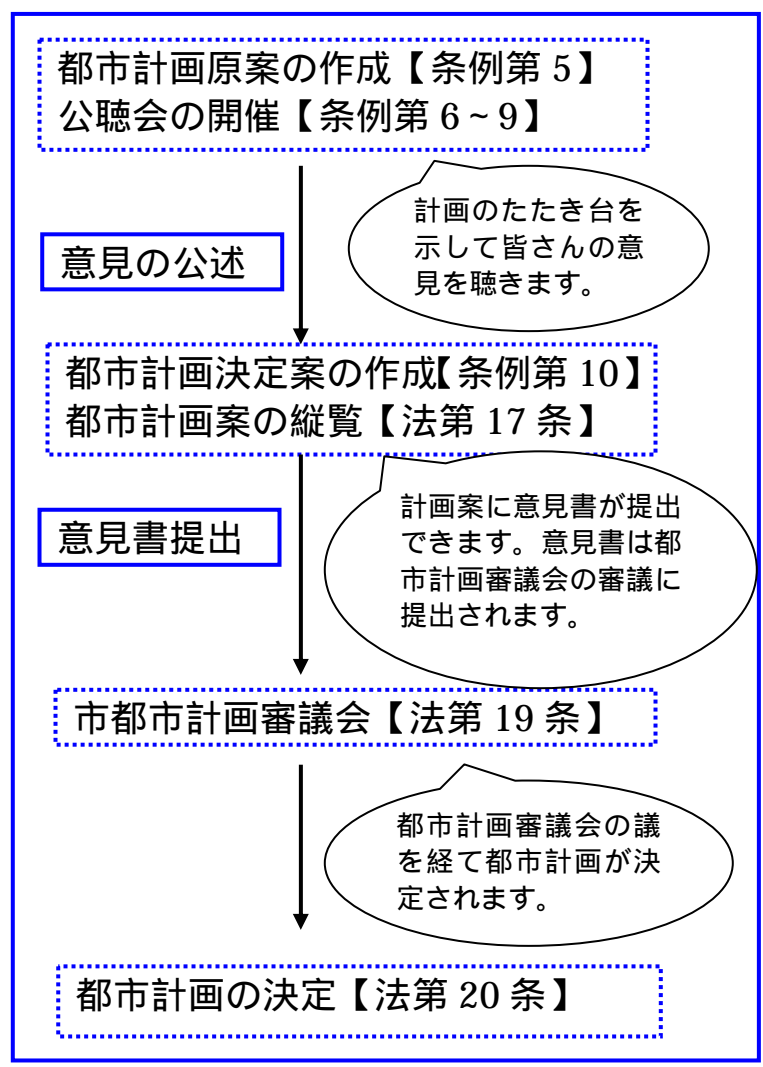 都市計画原案の作成【条例第 5】
公聴会の開催【条例第 6～9】
計画のたたき台を
示して皆さんの意
見を聴きます。
意見の公述
都市計画決定案の作成【条例第 10】
都市計画案の縦覧【法第 17 条】
計画案に意見書が提出
できます。意見書は都
市計画審議会の審議に
提出されます。
意見書提出
市都市計画審議会【法第 19 条】
都市計画審議会の議
を経て都市計画が決
定されます。
都市計画の決定【法第 20 条】